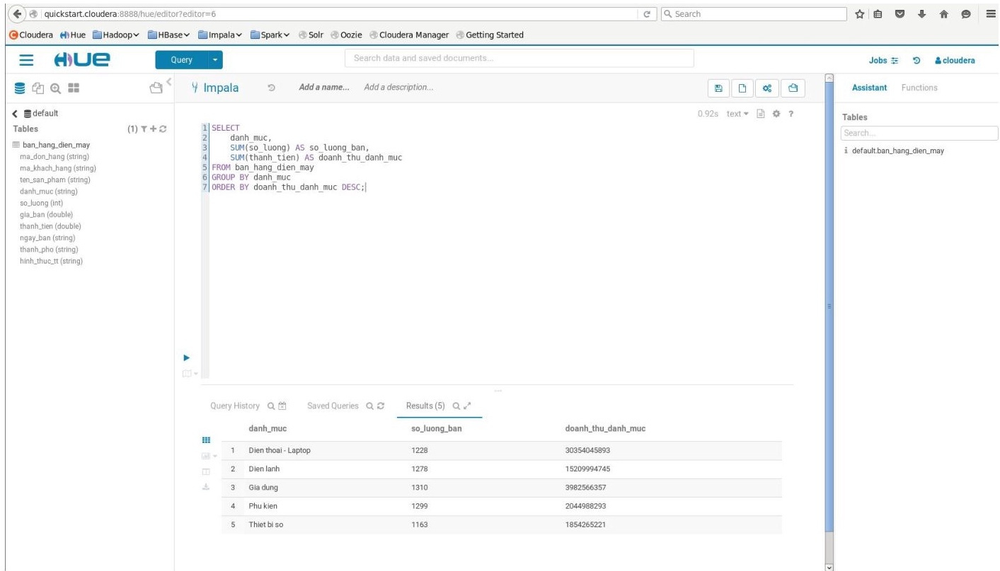 quickstart.cloudera:8888/hue/editor?editor=6
Search
Cloudera Hue Hadoop HBase Impala Spark Solr Oozie Cloudera Manager Getting Started
HUE Query Search data and saved documents... Jobs cloudera
Impala Add a name... Add a description...
Assistant Functions
default
Tables (1)
ban_hang_dien_may
ma_don_hang (string)
ma_khach_hang (string)
ten_san_pham (string)
danh_muc (string)
so_luong (int)
gia_ban (double)
thanh_tien (double)
ngay_ban (string)
thanh_pho (string)
hinh_thuc_tt (string)
0.92s text ?
1 SELECT
2 danh_muc,
3 SUM(so_luong) AS so_luong_ban,
4 SUM(thanh_tien) AS doanh_thu_danh_muc
5 FROM ban_hang_dien_may
6 GROUP BY danh_muc
7 ORDER BY doanh_thu_danh_muc DESC;
Tables
Search...
default.ban_hang_dien_may
Query History Saved Queries Results (5)
danh_muc so_luong_ban doanh_thu_danh_muc
1 Dien thoai - Laptop 1228 30354045893
2 Dien lanh 1278 15209994745
3 Gia dung 1310 3982566357
4 Phu kien 1299 2044988293
5 Thiet bi so 1163 1854265221